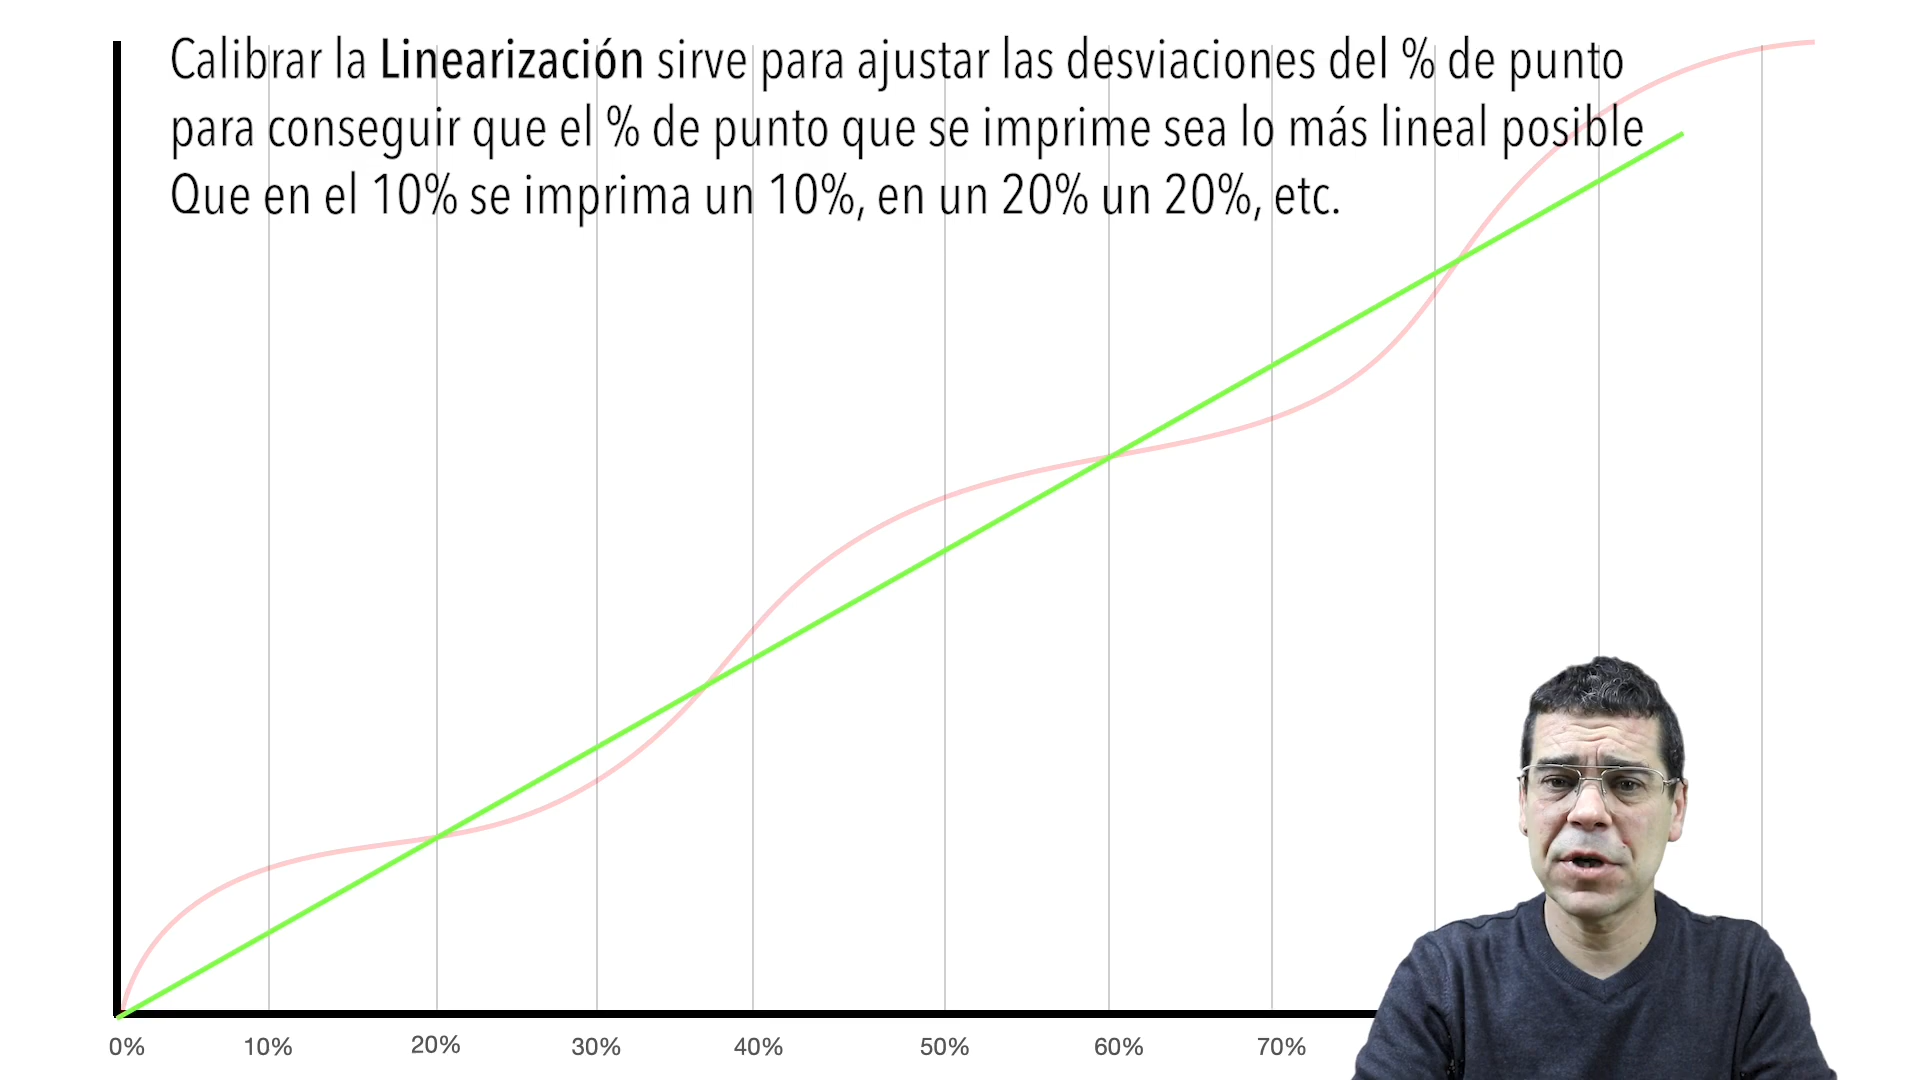 Calibrar la Linearización sirve para ajustar las desviaciones del % de punto
para conseguir que el % de punto que se imprime sea lo más lineal posible
Que en el 10% se imprima un 10%, en un 20% un 20%, etc.
0% 10% 20% 30% 40% 50% 60% 70%